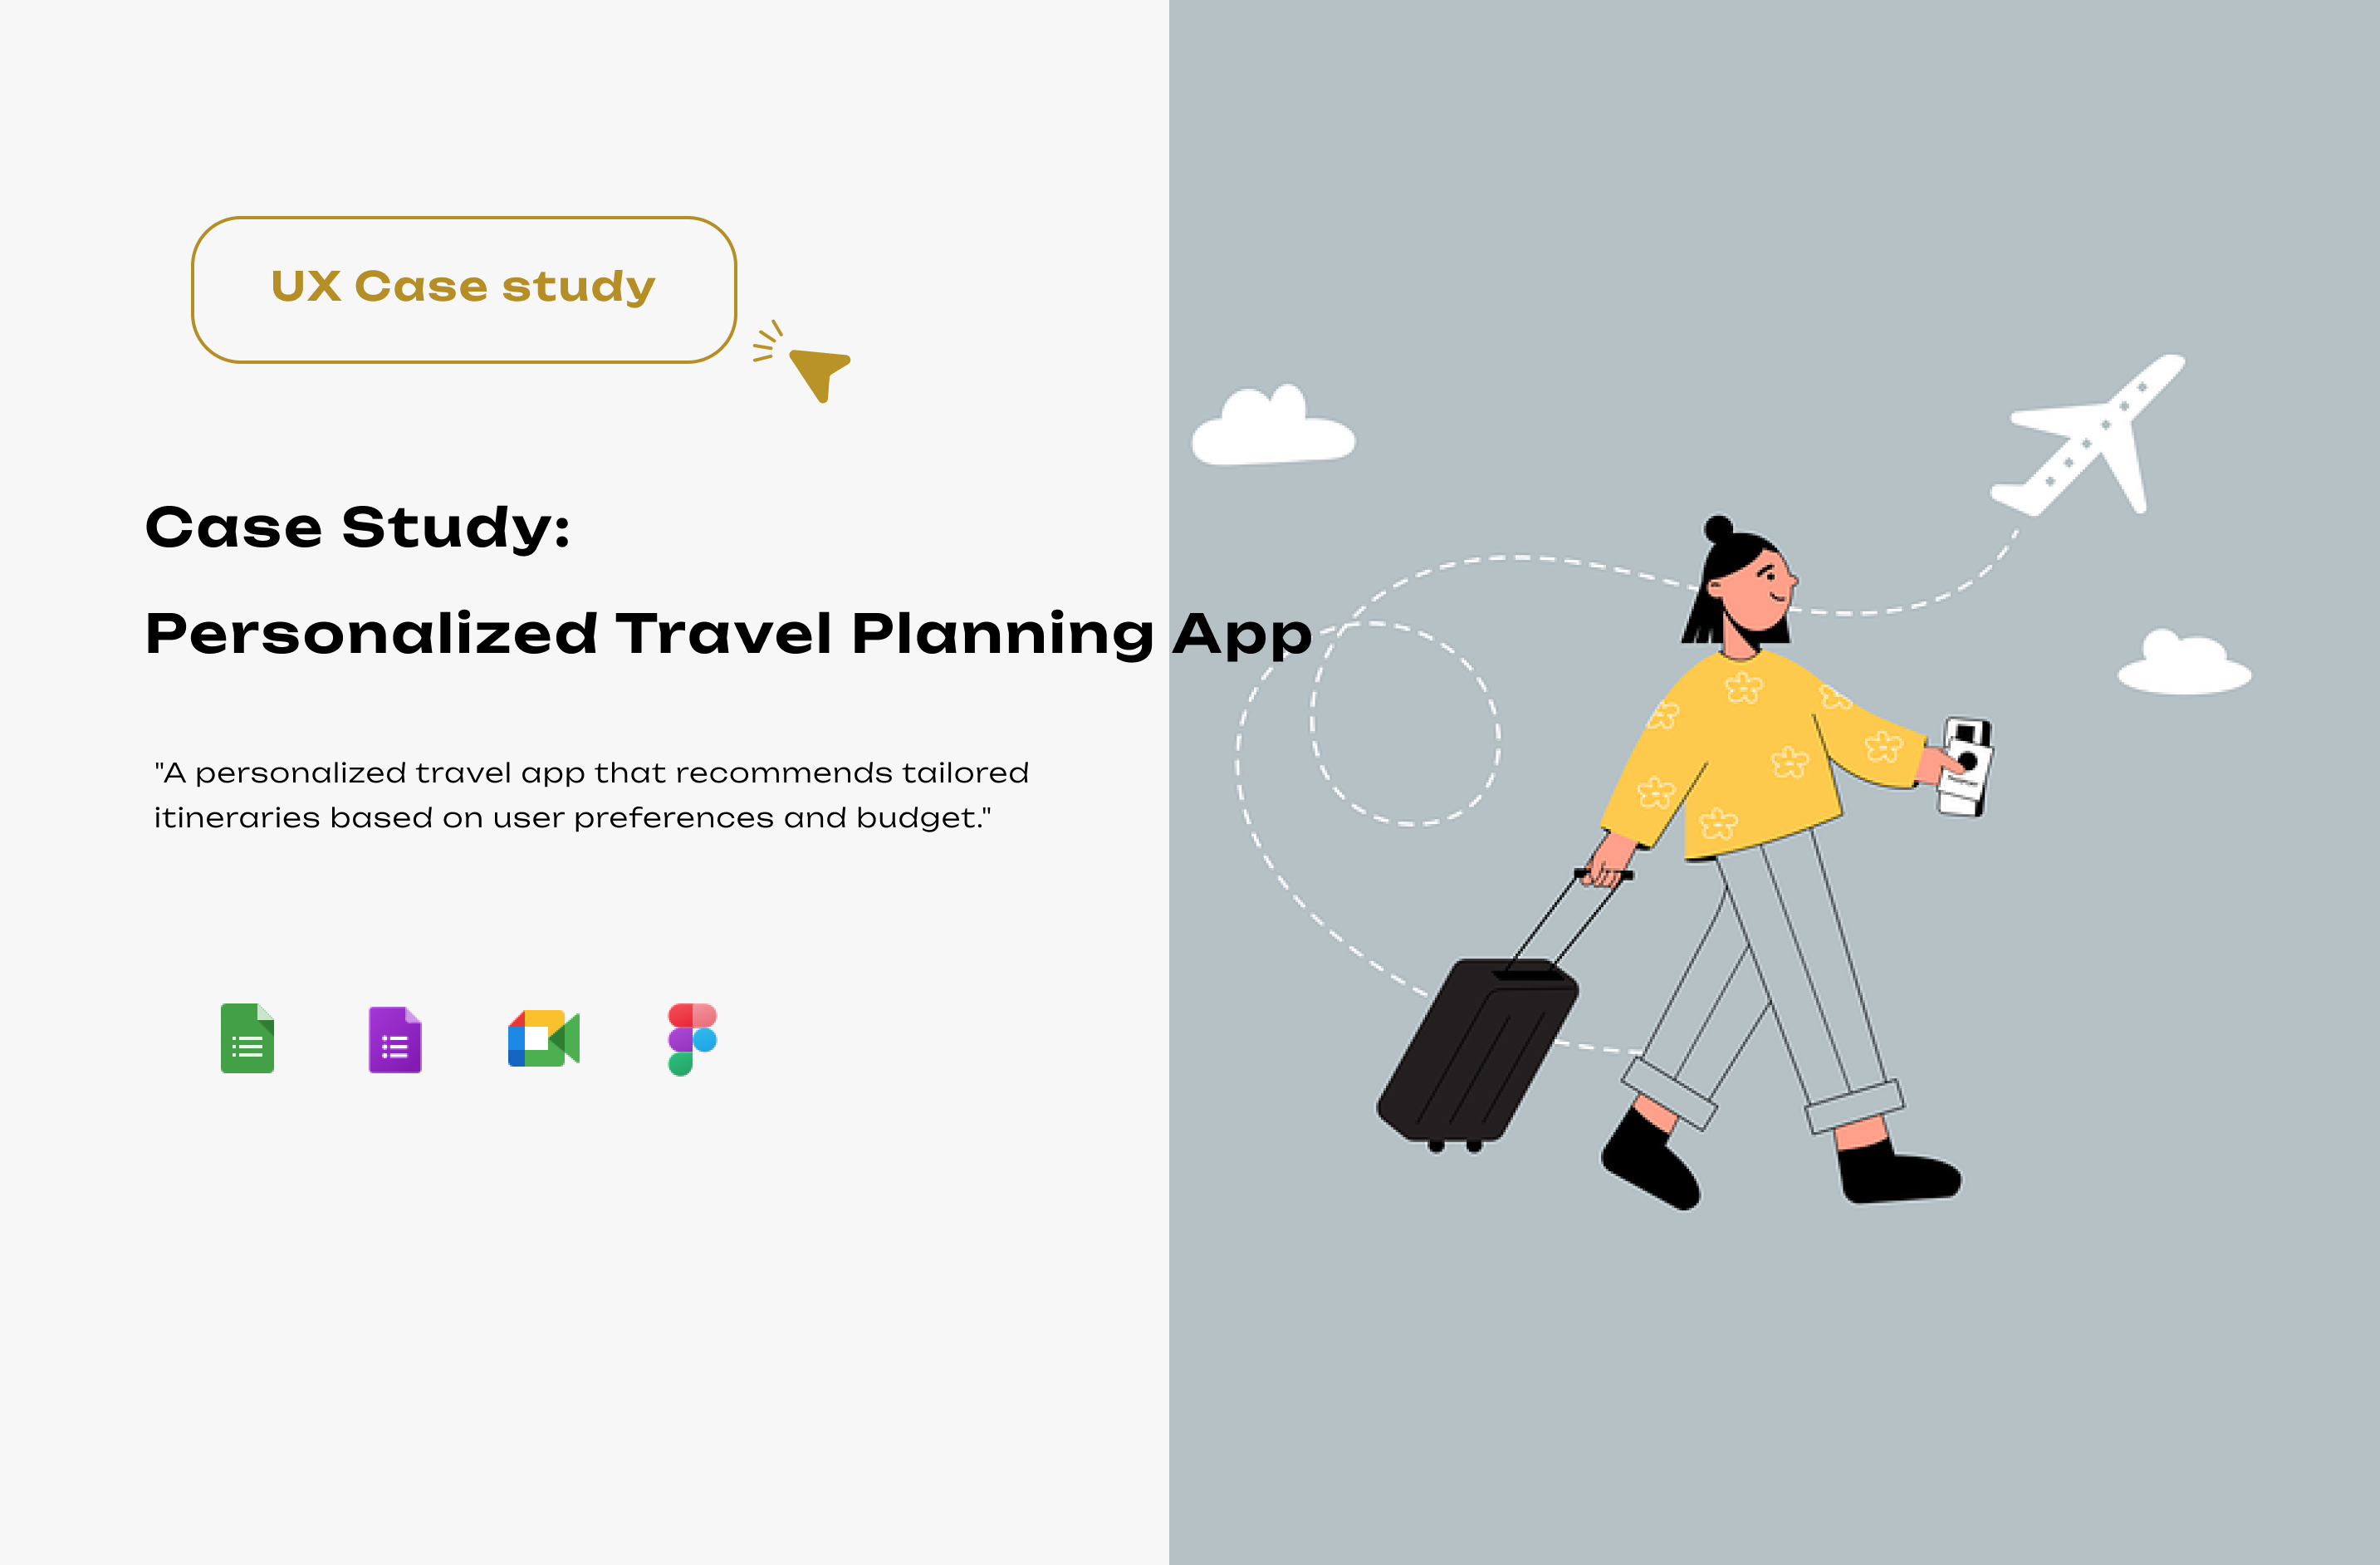 UX Case study
Case Study:
Personalized Travel Planning App
"A personalized travel app that recommends tailored
itineraries based on user preferences and budget."